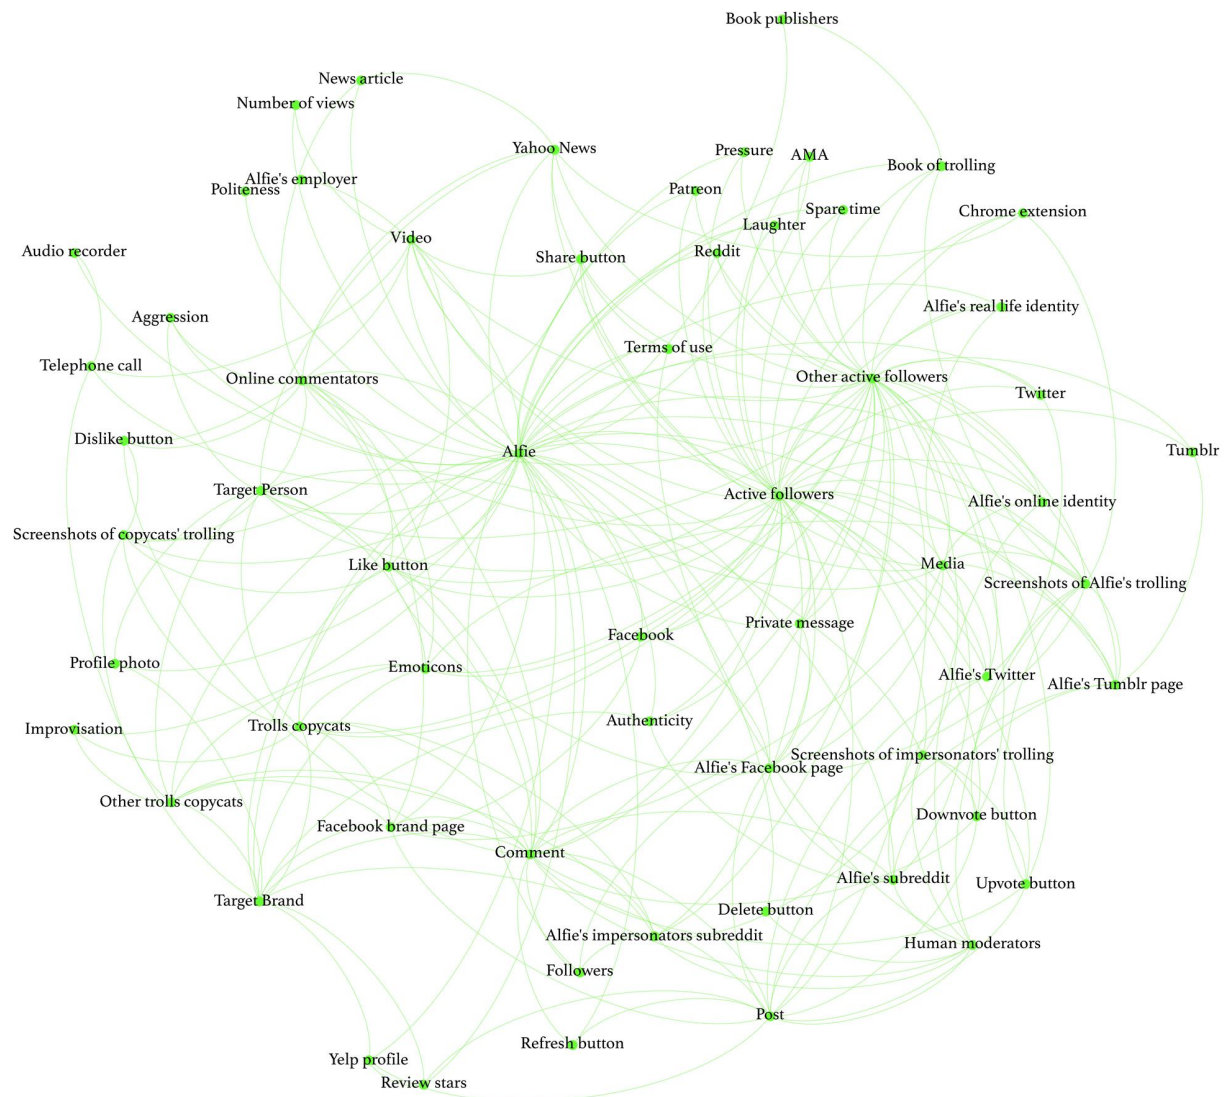 Book publishers
News article
Number of views
Yahoo News
Pressure
AMA
Book of trolling
Alfie's employer
Politeness
Patreon
Spare time
Chrome extension
Laughter
Video
Audio recorder
Share button
Reddit
Alfie's real life identity
Aggression
Terms of use
Telephone call
Online commentators
Other active followers
Twitter
Dislike button
Alfie
Tumblr
Target Person
Active followers
Alfie's online identity
Screenshots of copycats' trolling
Like button
Media
Screenshots of Alfie's trolling
Private message
Facebook
Profile photo
Emoticons
Alfie's Twitter
Alfie's Tumblr page
Improvisation
Trolls copycats
Authenticity
Screenshots of impersonators' trolling
Alfie's Facebook page
Other trolls copycats
Downvote button
Facebook brand page
Comment
Alfie's subreddit
Upvote button
Target Brand
Delete button
Alfie's impersonators subreddit
Human moderators
Followers
Post
Refresh button
Yelp profile
Review stars